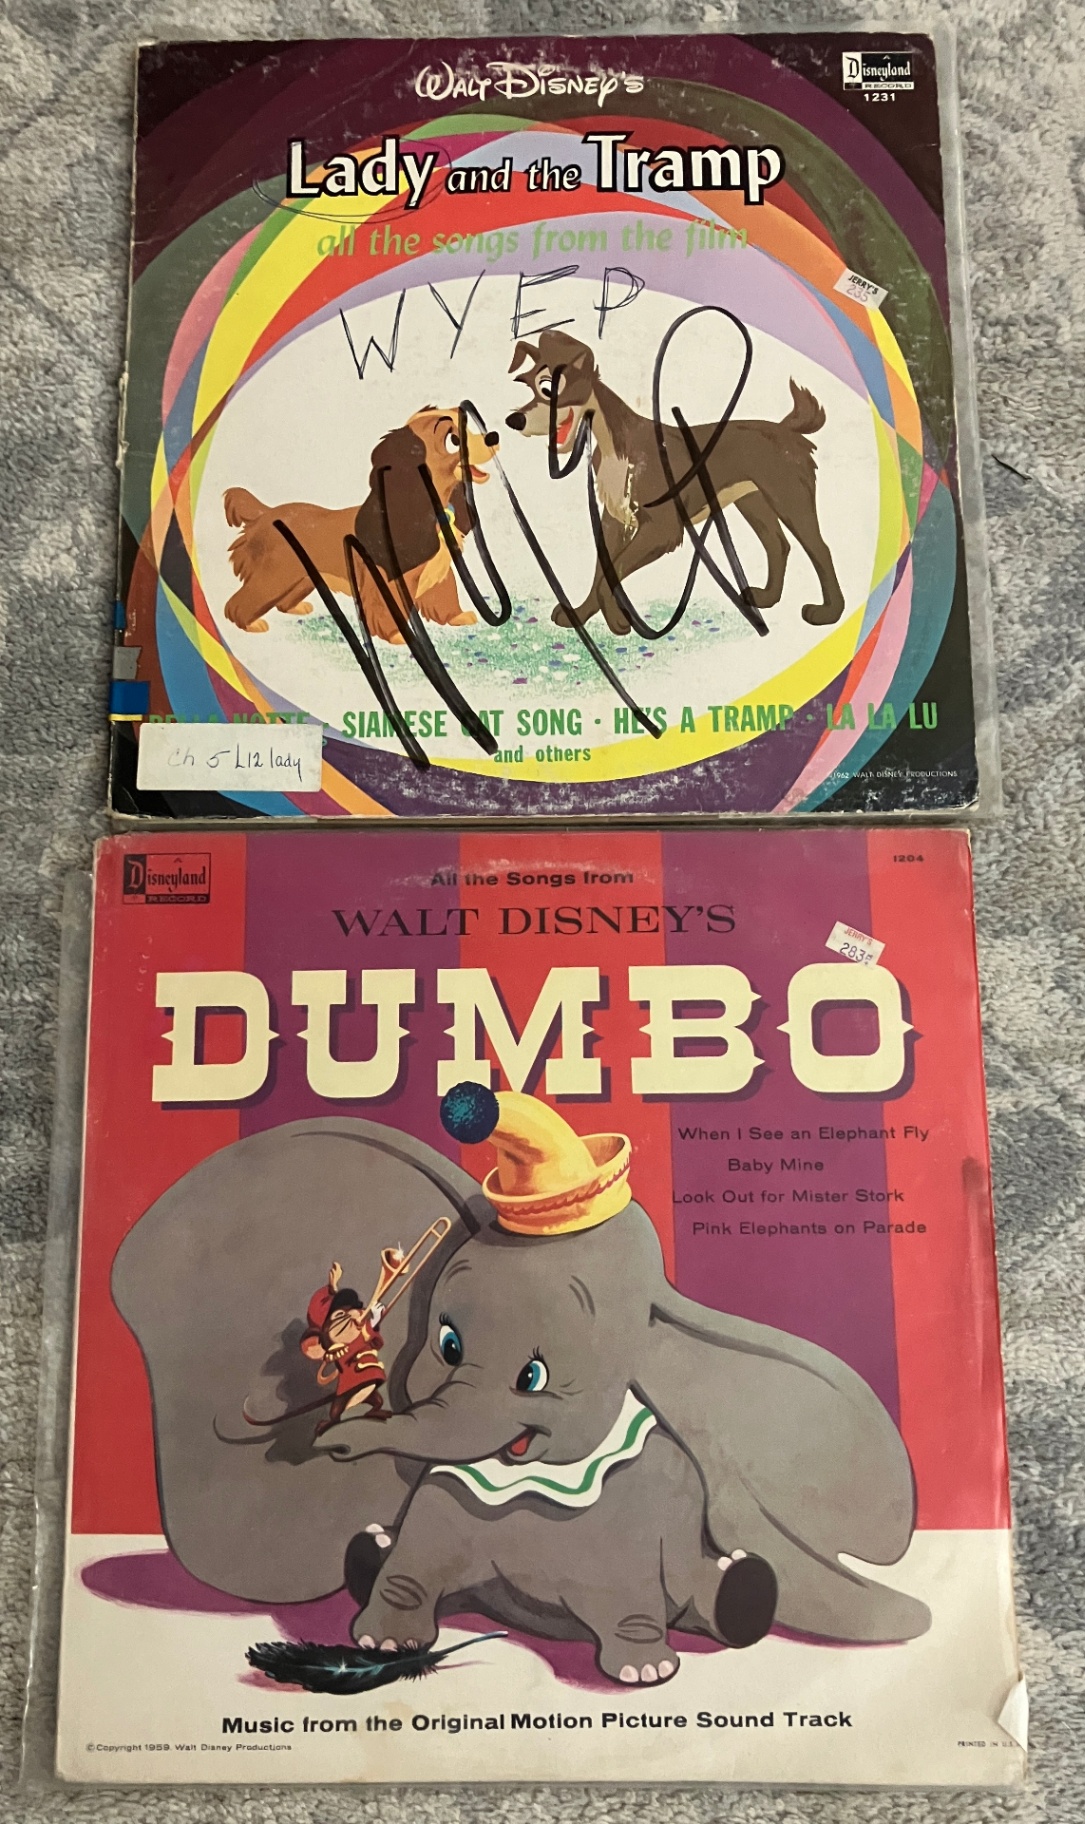 Walt Disney's
Disneyland
RECORD
1231
Lady and the Tramp
all the songs from the film
JERRY'S
235
WYEP
WYEP
BELLA NOTTE · SIAMESE CAT SONG · HE'S A TRAMP · LA LA LU
and others
Ch 5 L12 lady
©1962 WALT DISNEY PRODUCTIONS
Disneyland
RECORD
1204
All the Songs from
WALT DISNEY'S
JERRY'S
DUMBO
When I See an Elephant Fly
Baby Mine
Look Out for Mister Stork
Pink Elephants on Parade
Music from the Original Motion Picture Sound Track
© Copyright 1959. Walt Disney Productions
PRINTED IN U.S.